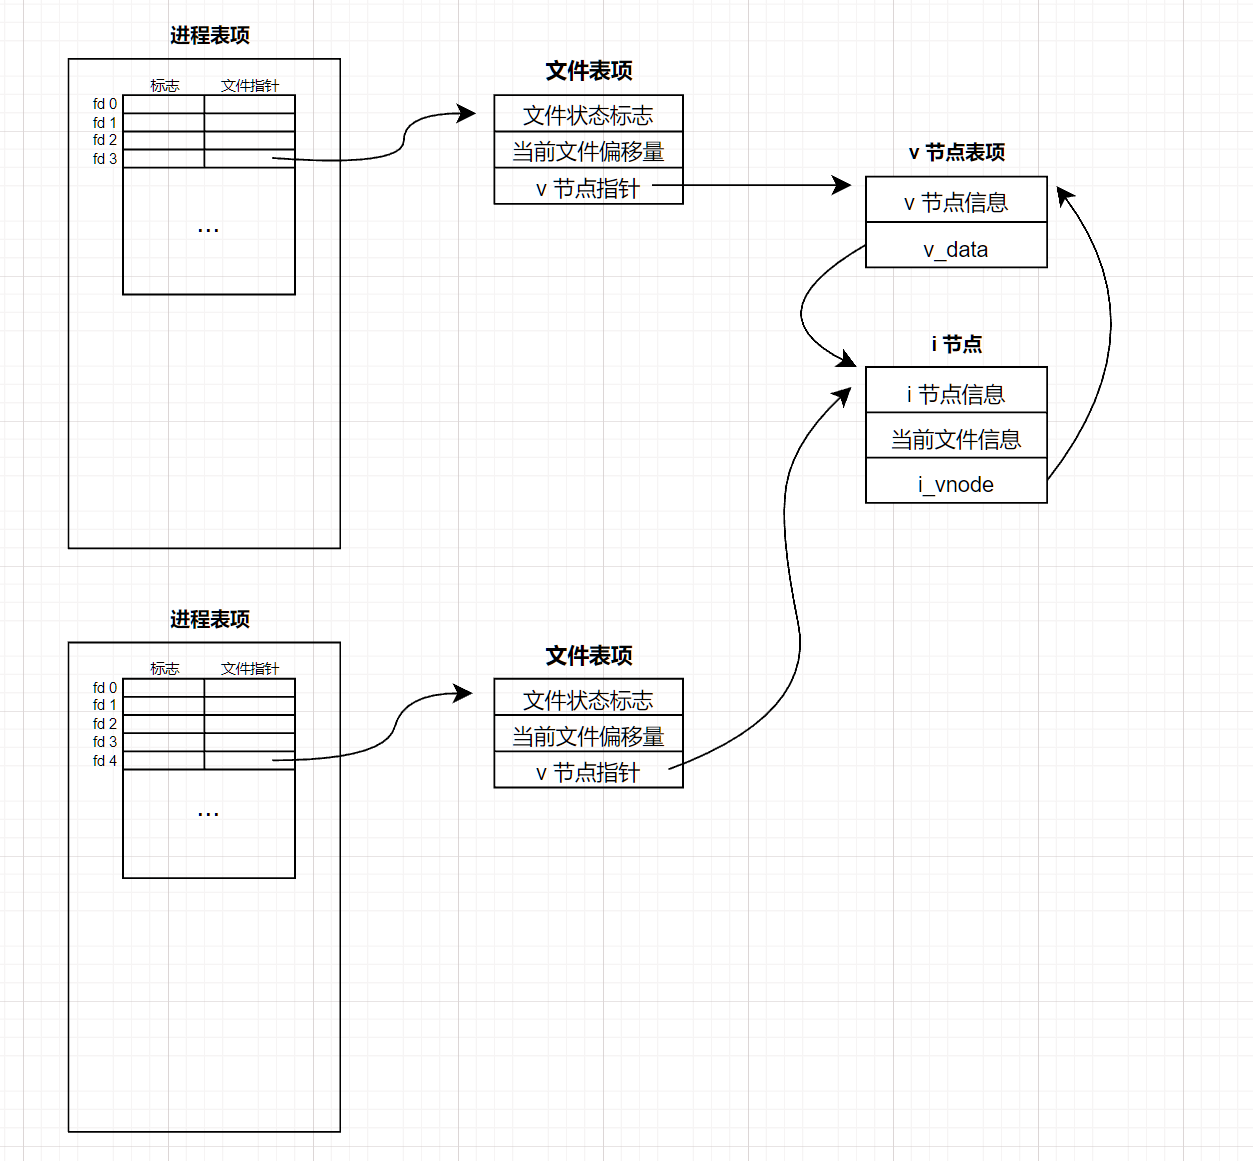 进程表项
标志 文件指针
fd 0
fd 1
fd 2
fd 3
...
文件表项
文件状态标志
当前文件偏移量
v 节点指针
v 节点表项
v 节点信息
v_data
i 节点
i 节点信息
当前文件信息
i_vnode
进程表项
标志 文件指针
fd 0
fd 1
fd 2
fd 3
fd 4
...
文件表项
文件状态标志
当前文件偏移量
v 节点指针